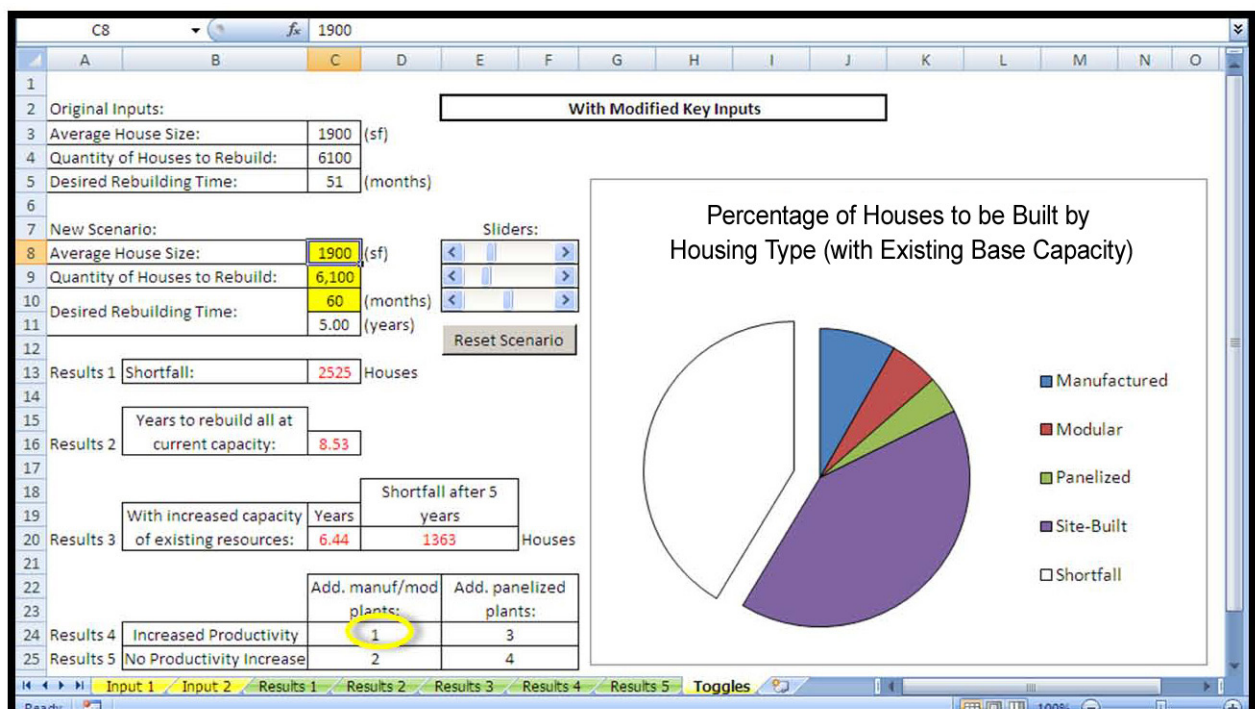 C8 fx 1900
A B C D E F G H I J K L M N O
1
2 Original Inputs: With Modified Key Inputs
3 Average House Size: 1900 (sf)
4 Quantity of Houses to Rebuild: 6100
5 Desired Rebuilding Time: 51 (months)
6
7 New Scenario: Sliders:
8 Average House Size: 1900 (sf)
9 Quantity of Houses to Rebuild: 6,100
10 60 (months)
Desired Rebuilding Time:
11 5.00 (years)
Reset Scenario
12
13 Results 1 Shortfall: 2525 Houses
14
15 Years to rebuild all at
16 Results 2 current capacity: 8.53
17
18 Shortfall after 5
19 With increased capacity Years years
20 Results 3 of existing resources: 6.44 1363 Houses
21
22 Add. manuf/mod Add. panelized
23 plants: plants:
24 Results 4 Increased Productivity 1 3
25 Results 5 No Productivity Increase 2 4
Percentage of Houses to be Built by
Housing Type (with Existing Base Capacity)
Manufactured
Modular
Panelized
Site-Built
Shortfall
Input 1 Input 2 Results 1 Results 2 Results 3 Results 4 Results 5 Toggles
Ready 100%